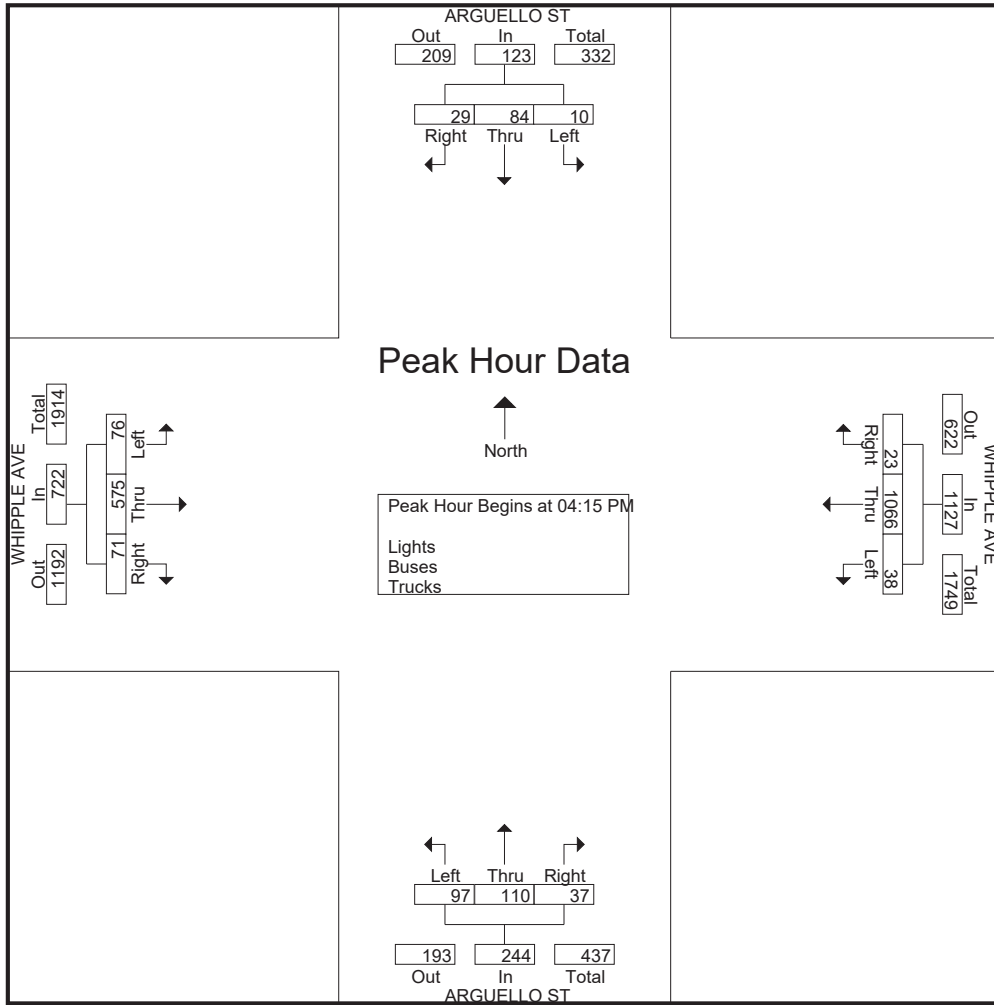 ARGUELLO ST
Out In Total
209 123 332
29 84 10
Right Thru Left
Peak Hour Data
North
Peak Hour Begins at 04:15 PM
Lights
Buses
Trucks
WHIPPLE AVE
Total In Out
1914 722 1192
76 575 71
Left Thru Right
Right Thru Left
23 1066 38
Out In Total
622 1127 1749
WHIPPLE AVE
Left Thru Right
97 110 37
193 244 437
Out In Total
ARGUELLO ST